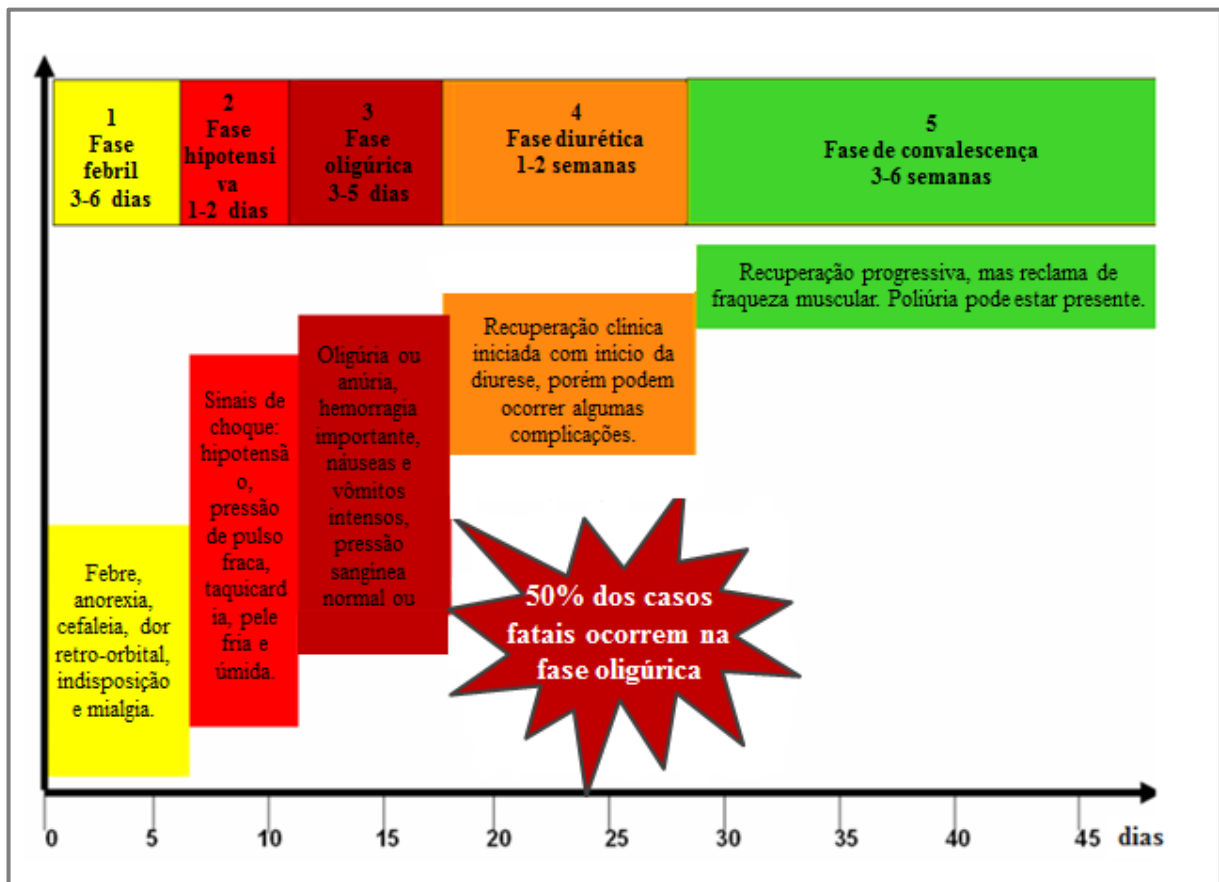 1
Fase
febril
3-6 dias
2
Fase
hipotensi
va
1-2 dias
3
Fase
oligúrica
3-5 dias
4
Fase diurética
1-2 semanas
5
Fase de convalescença
3-6 semanas
Recuperação progressiva, mas reclama de
fraqueza muscular. Poliúria pode estar presente.
Recuperação clínica
iniciada com início da
diurese, porém podem
ocorrer algumas
complicações.
Oligúria ou
anúria,
hemorragia
importante,
náuseas e
vômitos
intensos,
pressão
sanginea
normal ou
Sinais de
choque:
hipotensã
o,
pressão
de pulso
fraca,
taquicard
ia, pele
fria e
úmida.
Febre,
anorexia,
cefaleia, dor
retro-orbital,
indisposição
e mialgia.
50% dos casos
fatais ocorrem na
fase oligúrica
0 5 10 15 20 25 30 35 40 45 dias